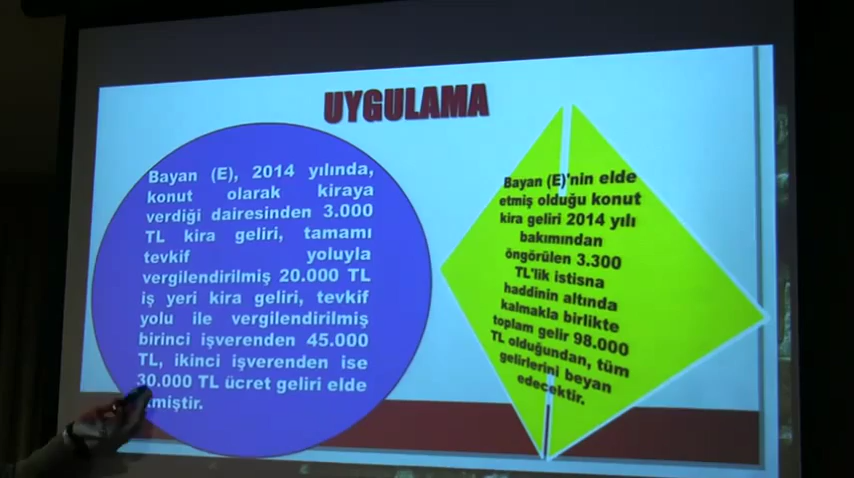 UYGULAMA
Bayan (E), 2014 yılında,
konut olarak kiraya
verdiği dairesinden 3.000
TL kira geliri, tamamı
tevkif yoluyla
vergilendirilmiş 20.000 TL
iş yeri kira geliri, tevkif
yolu ile vergilendirilmiş
birinci işverenden 45.000
TL, ikinci işverenden ise
30.000 TL ücret geliri elde
tmiştir.
Bayan (E)'nin elde
etmiş olduğu konut
kira geliri 2014 yılı
bakımından
öngörülen 3.300
TL'lik istisna
haddinin altında
kalmakla birlikte
toplam gelir 98.000
TL olduğundan, tüm
gelirlerini beyan
edecektir.